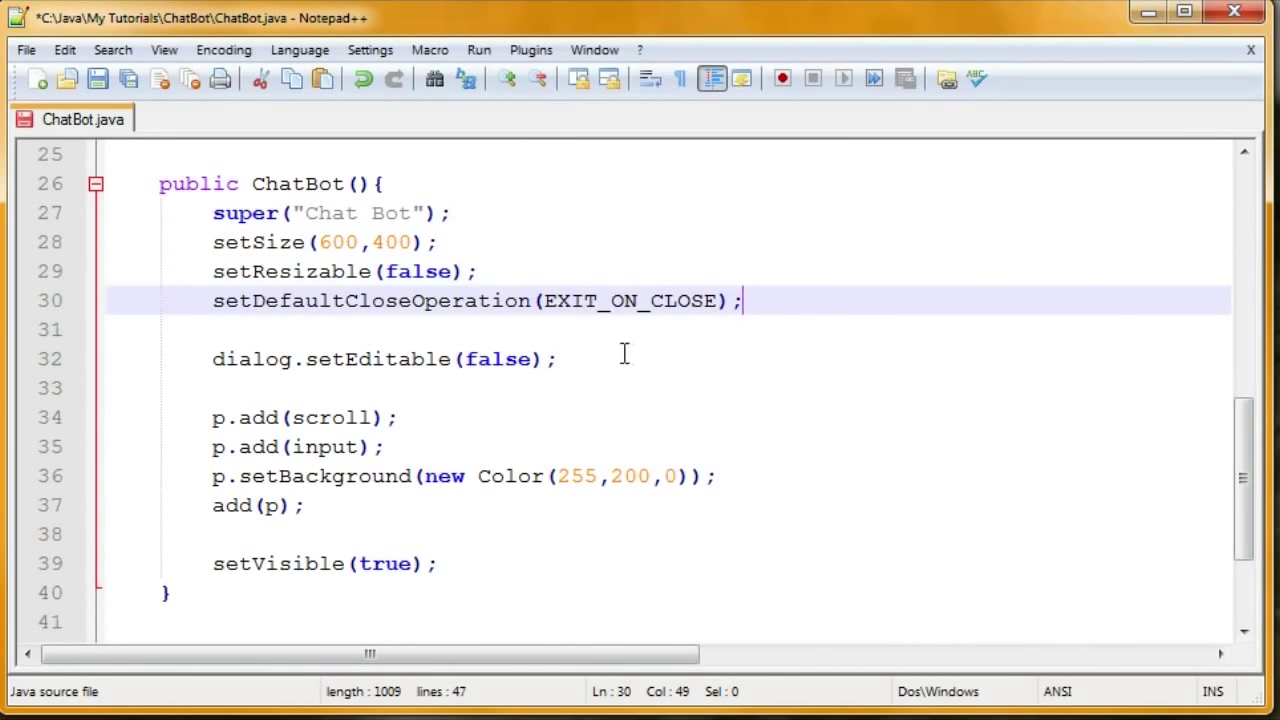 *C:\Java\My Tutorials\ChatBot\ChatBot.java - Notepad++
File Edit Search View Encoding Language Settings Macro Run Plugins Window ? X
ABC
ChatBot.java
25
26 public ChatBot(){
27 super("Chat Bot");
28 setSize(600,400);
29 setResizable(false);
30 setDefaultCloseOperation(EXIT_ON_CLOSE);
31
32 dialog.setEditable(false);
33
34 p.add(scroll);
35 p.add(input);
36 p.setBackground(new Color(255,200,0));
37 add(p);
38
39 setVisible(true);
40 }
41
Java source file length : 1009 lines : 47 Ln : 30 Col : 49 Sel : 0 Dos\Windows ANSI INS